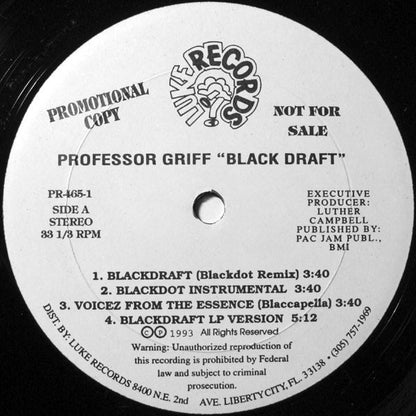 LUKE RECORDS
PROMOTIONAL
COPY
NOT FOR
SALE
PROFESSOR GRIFF "BLACK DRAFT"
PR-465-1
SIDE A
STEREO
33 1/3 RPM
EXECUTIVE
PRODUCER:
LUTHER
CAMPBELL
PUBLISHED BY:
PAC JAM PUBL.,
BMI
1. BLACKDRAFT (Blackdot Remix) 3:40
2. BLACKDOT INSTRUMENTAL 3:40
3. VOICEZ FROM THE ESSENCE (Blaccapella) 3:40
4. BLACKDRAFT LP VERSION 5:12
© ℗ 1993 All Rights Reserved
Warning: Unauthorized reproduction of
this recording is prohibited by Federal
law and subject to criminal
prosecution.
DIST. BY: LUKE RECORDS 8400 N.E. 2nd AVE. LIBERTY CITY, FL. 33138 • (305) 757-1969